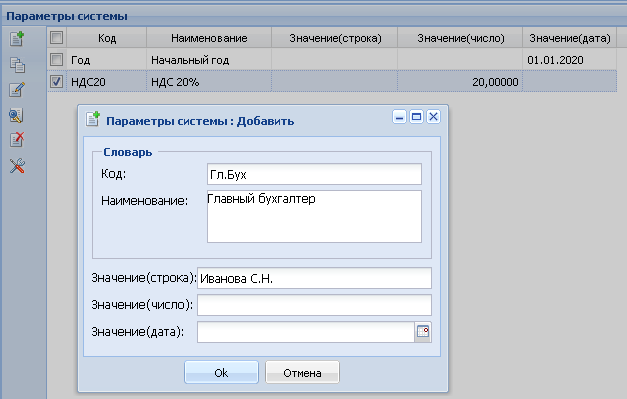 Параметры системы
Код Наименование Значение(строка) Значение(число) Значение(дата)
Год Начальный год 01.01.2020
НДС20 НДС 20% 20,00000
Параметры системы : Добавить
Словарь
Код: Гл.Бух
Наименование: Главный бухгалтер
Значение(строка): Иванова С.Н.
Значение(число):
Значение(дата):
Ok Отмена